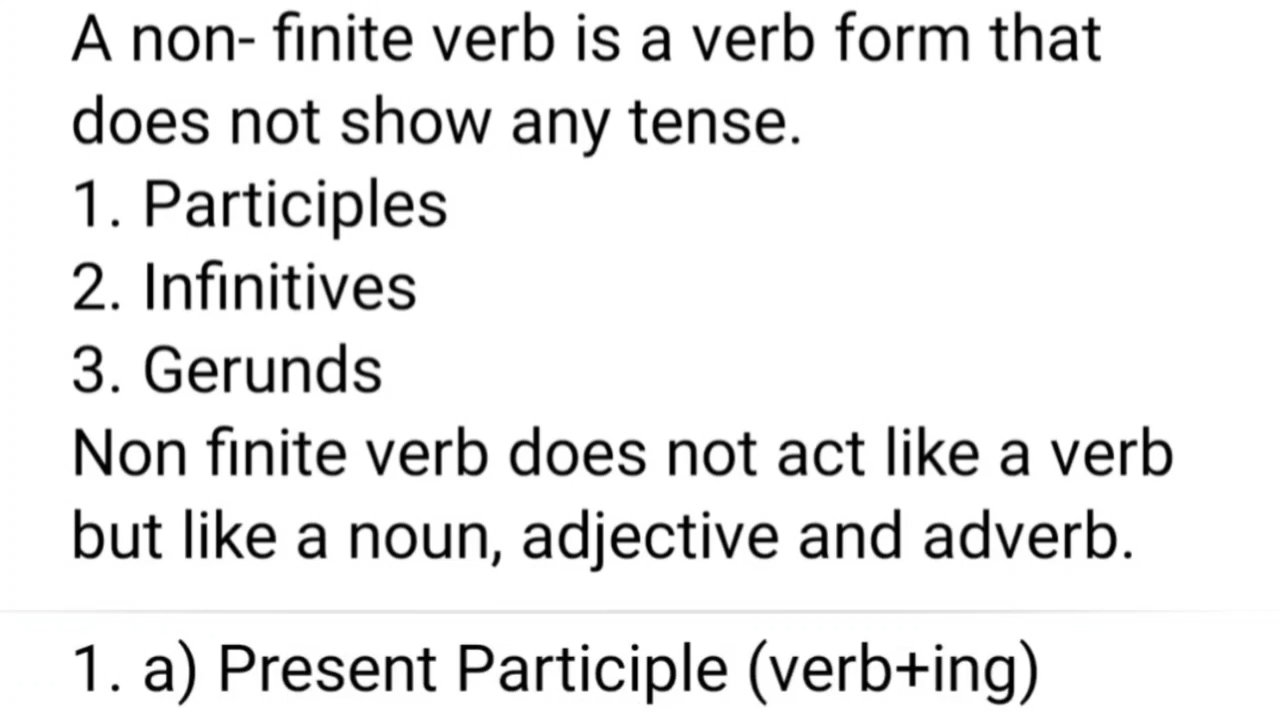 A non- finite verb is a verb form that
does not show any tense.
1. Participles
2. Infinitives
3. Gerunds
Non finite verb does not act like a verb
but like a noun, adjective and adverb.
1. a) Present Participle (verb+ing)